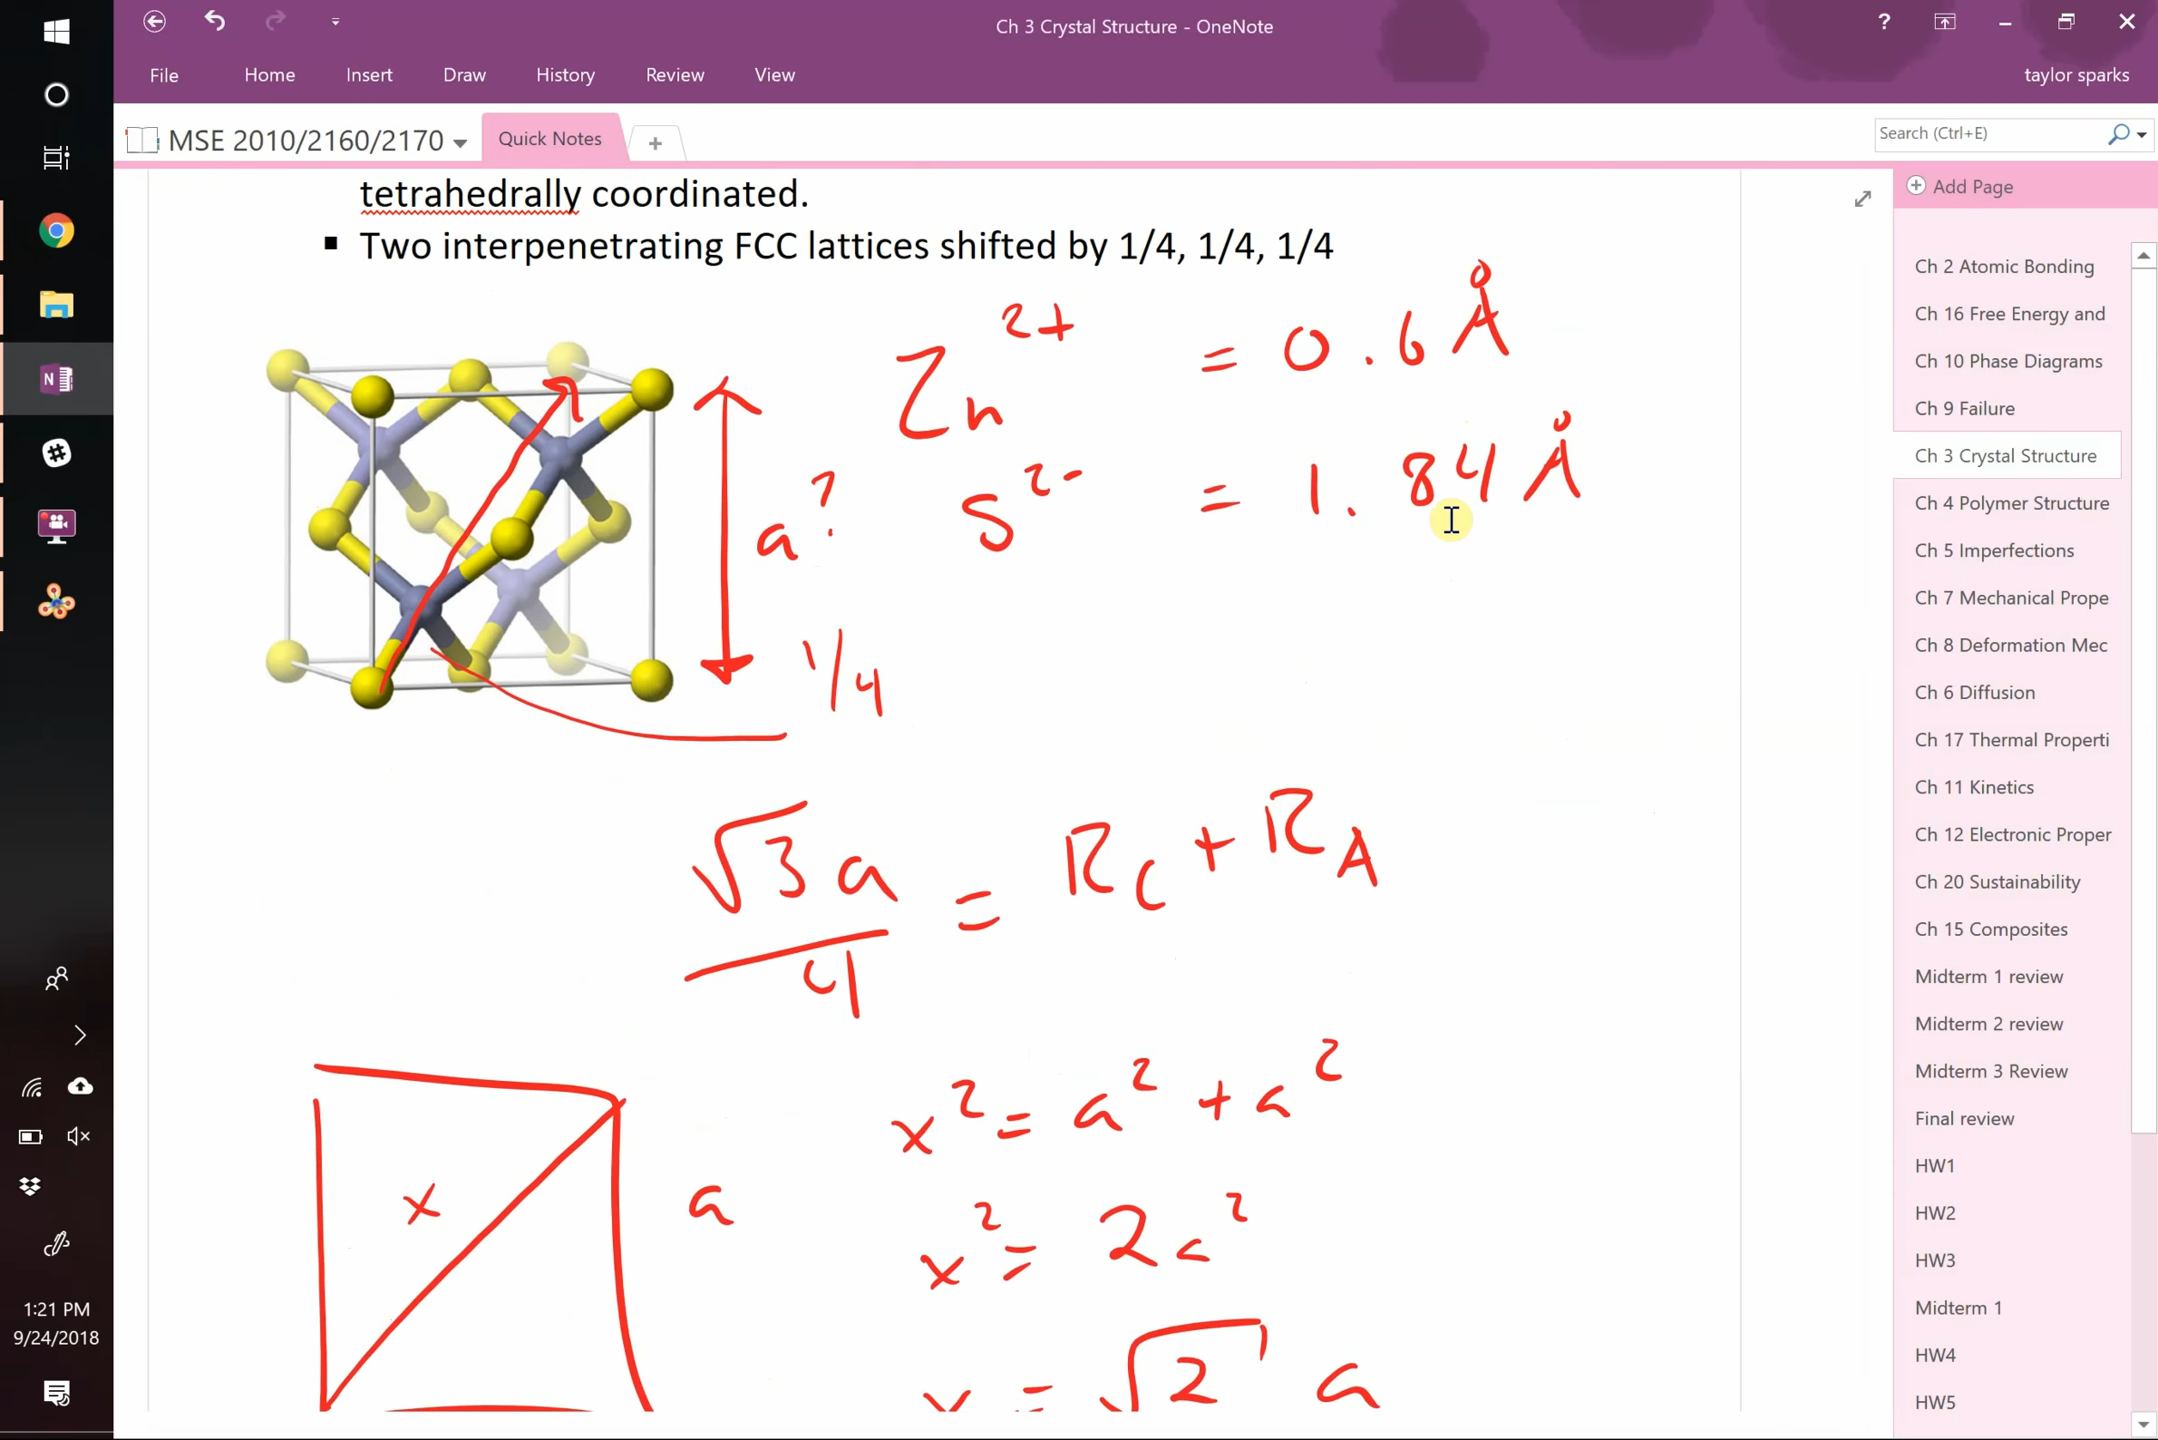 Ch 3 Crystal Structure - OneNote
File Home Insert Draw History Review View
taylor sparks
MSE 2010/2160/2170
Quick Notes
Search (Ctrl+E)
tetrahedrally coordinated.
▪ Two interpenetrating FCC lattices shifted by 1/4, 1/4, 1/4
Zn²⁺ = 0.6 Å
S²⁻ = 1.84 Å
a?
1/4
√3 a / 4 = R_C + R_A
x² = a² + a²
x
a
x² = 2a²
x = √2 a
Add Page
Ch 2 Atomic Bonding
Ch 16 Free Energy and
Ch 10 Phase Diagrams
Ch 9 Failure
Ch 3 Crystal Structure
Ch 4 Polymer Structure
Ch 5 Imperfections
Ch 7 Mechanical Prope
Ch 8 Deformation Mec
Ch 6 Diffusion
Ch 17 Thermal Properti
Ch 11 Kinetics
Ch 12 Electronic Proper
Ch 20 Sustainability
Ch 15 Composites
Midterm 1 review
Midterm 2 review
Midterm 3 Review
Final review
HW1
HW2
HW3
Midterm 1
HW4
HW5
1:21 PM
9/24/2018